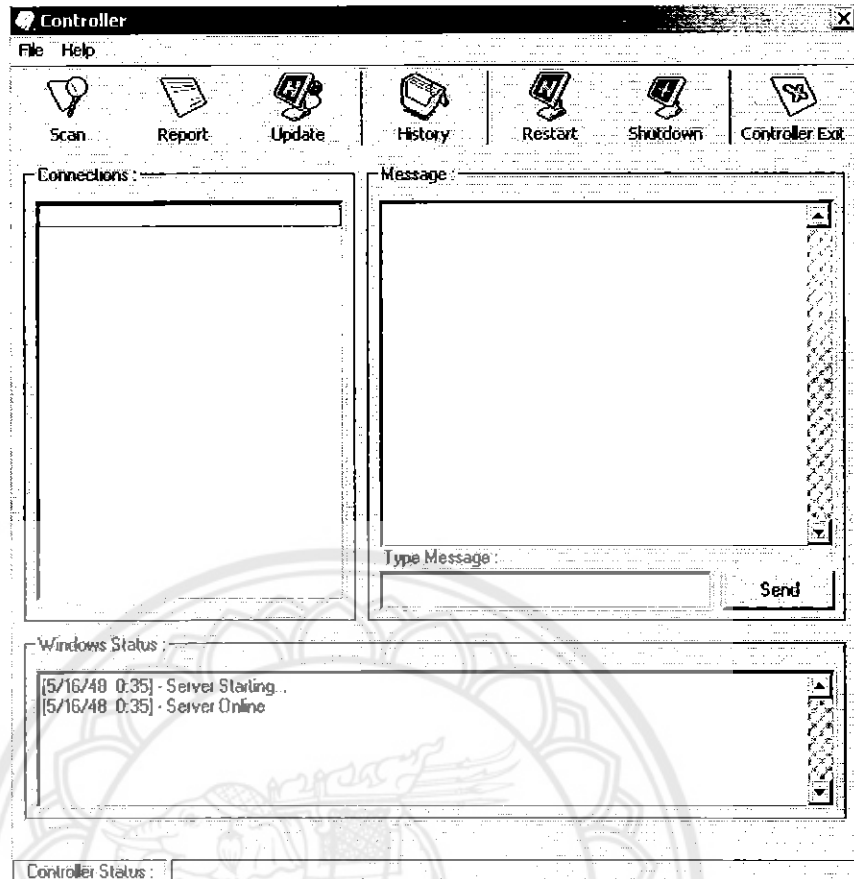 Controller
File Help
Scan Report Update History Restart Shutdown Controller Exit
Connections :
Message :
Type Message :
Send
Windows Status :
[5/16/48 0:35] - Server Starting...
[5/16/48 0:35] - Server Online
Controller Status :